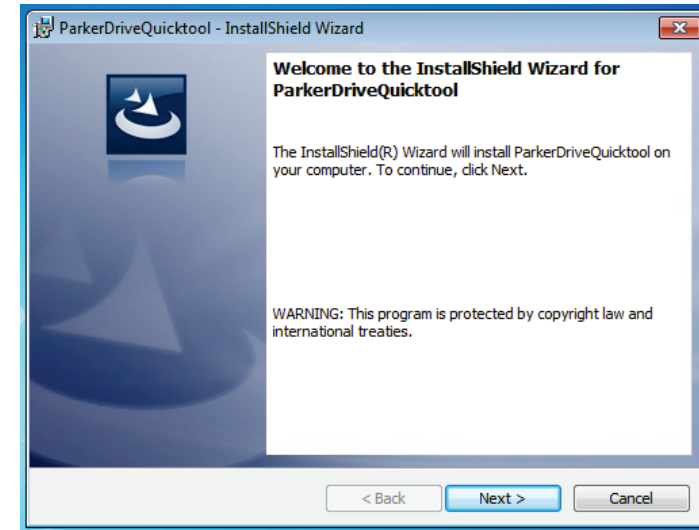 ParkerDriveQuicktool - InstallShield Wizard
Welcome to the InstallShield Wizard for
ParkerDriveQuicktool
The InstallShield(R) Wizard will install ParkerDriveQuicktool on
your computer. To continue, click Next.
WARNING: This program is protected by copyright law and
international treaties.
< Back
Next >
Cancel